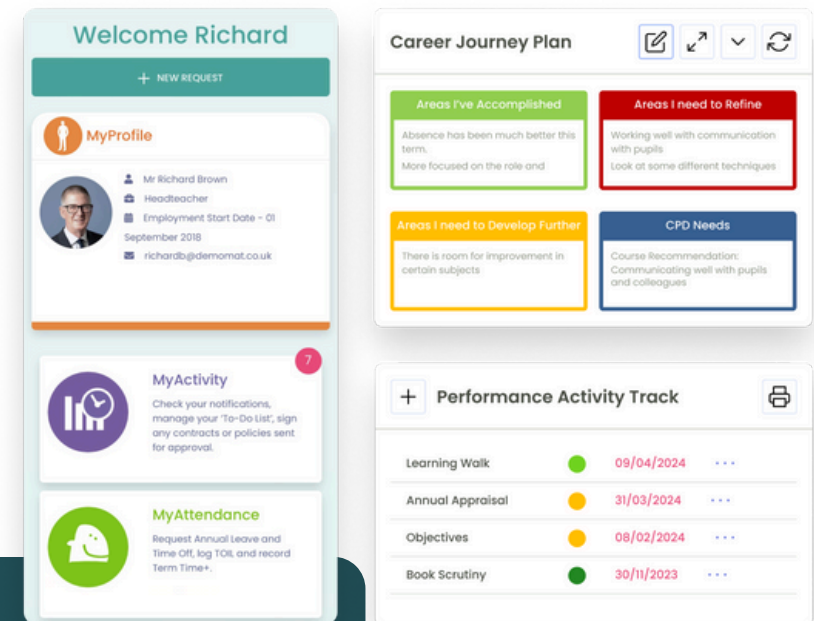 Welcome Richard
+ NEW REQUEST
MyProfile
Mr Richard Brown
Headteacher
Employment Start Date - 01
September 2018
richardb@demomat.co.uk
7
MyActivity
Check your notifications,
manage your 'To-Do List', sign
any contracts or policies sent
for approval.
MyAttendance
Request Annual Leave and
Time Off, log TOIL and record
Term Time+.
Career Journey Plan
Areas I've Accomplished
Absence has been much better this
term.
More focused on the role and
Areas I need to Refine
Working well with communication
with pupils
Look at some different techniques
Areas I need to Develop Further
There is room for improvement in
certain subjects
CPD Needs
Course Recommendation:
Communicating well with pupils
and colleagues
+ Performance Activity Track
Learning Walk 09/04/2024 ...
Annual Appraisal 31/03/2024 ...
Objectives 08/02/2024 ...
Book Scrutiny 30/11/2023 ...